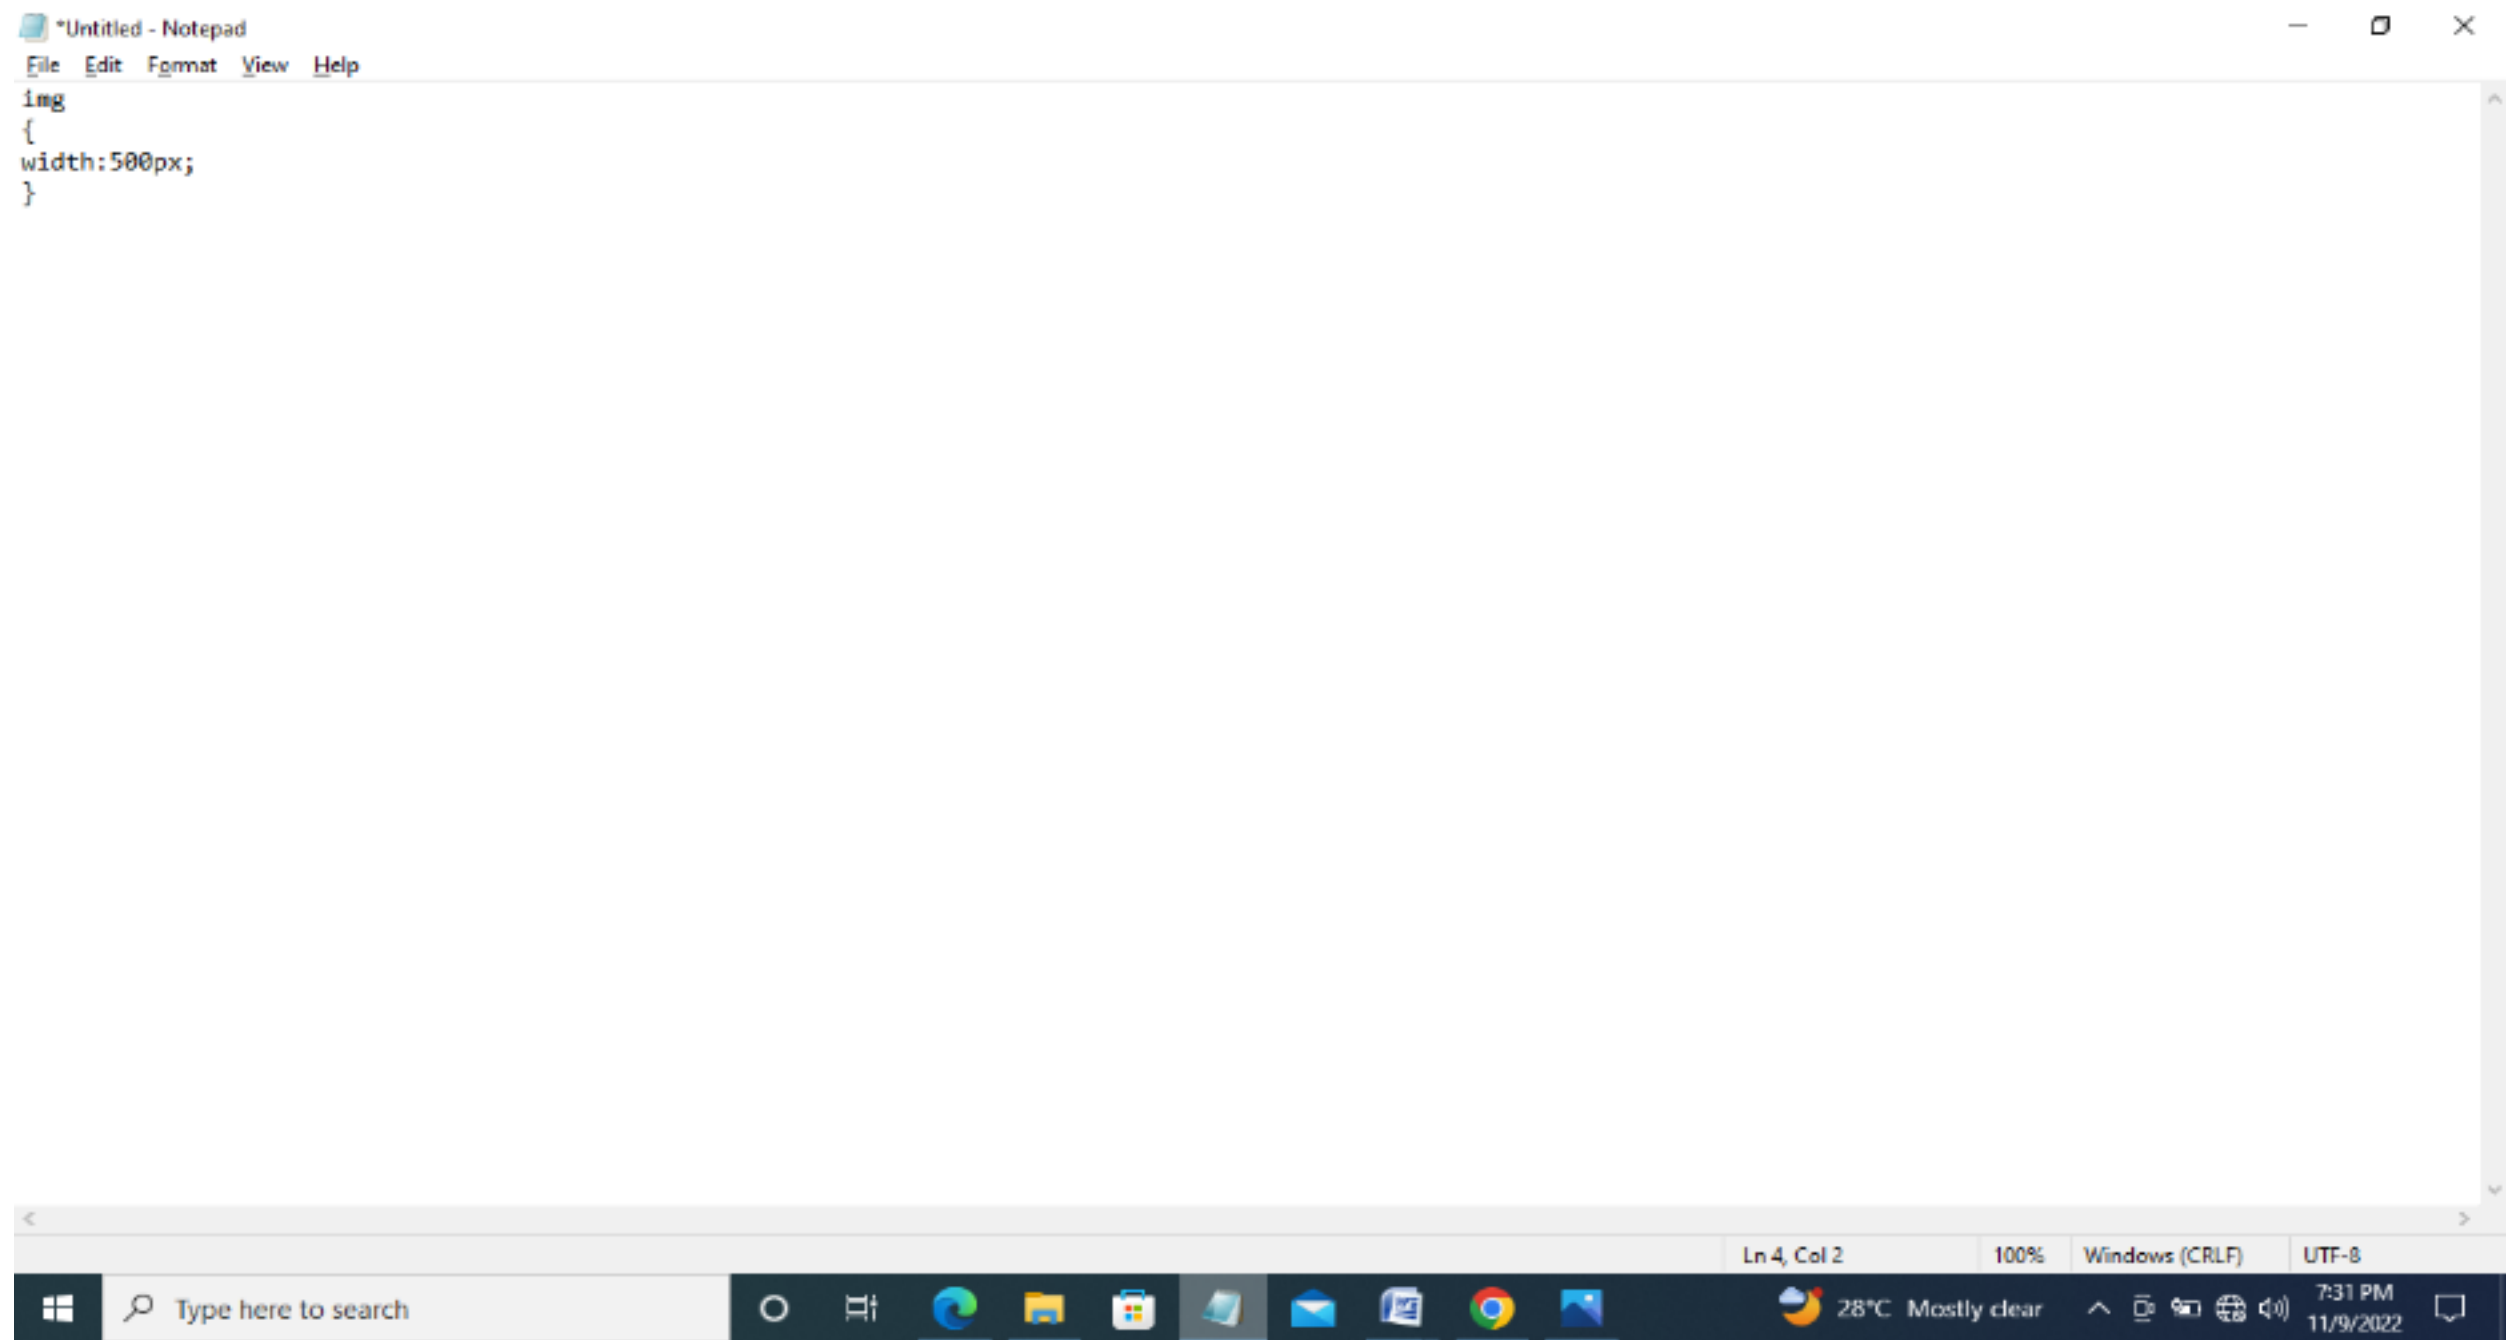 *Untitled - Notepad
File Edit Format View Help
img
{
width:500px;
}
Ln 4, Col 2 100% Windows (CRLF) UTF-8
Type here to search
28°C Mostly clear
7:31 PM
11/9/2022